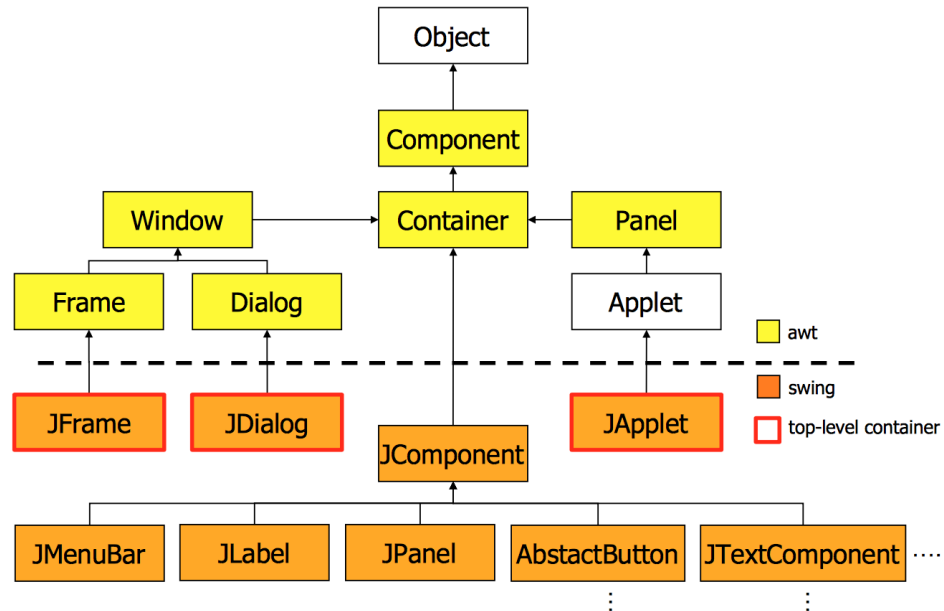 Object
Component
Window
Container
Panel
Frame
Dialog
Applet
awt
swing
JFrame
JDialog
JApplet
top-level container
JComponent
JMenuBar
JLabel
JPanel
AbstactButton
JTextComponent
....